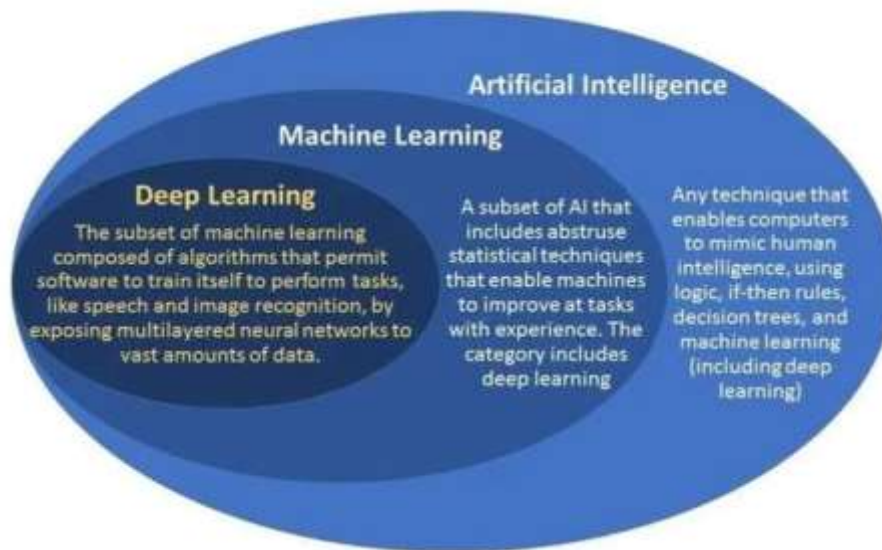 Artificial Intelligence
Machine Learning
Deep Learning
The subset of machine learning
composed of algorithms that permit
software to train itself to perform tasks,
like speech and image recognition, by
exposing multilayered neural networks to
vast amounts of data.
A subset of AI that
includes abstruse
statistical techniques
that enable machines
to improve at tasks
with experience. The
category includes
deep learning
Any technique that
enables computers
to mimic human
intelligence, using
logic, if-then rules,
decision trees, and
machine learning
(including deep
learning)